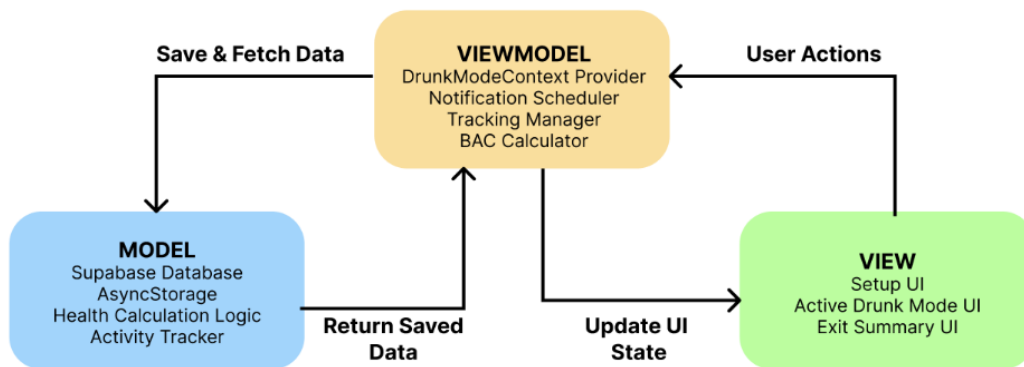 Save & Fetch Data
VIEWMODEL
DrunkModeContext Provider
Notification Scheduler
Tracking Manager
BAC Calculator
User Actions
MODEL
Supabase Database
AsyncStorage
Health Calculation Logic
Activity Tracker
Return Saved
Data
Update UI
State
VIEW
Setup UI
Active Drunk Mode UI
Exit Summary UI